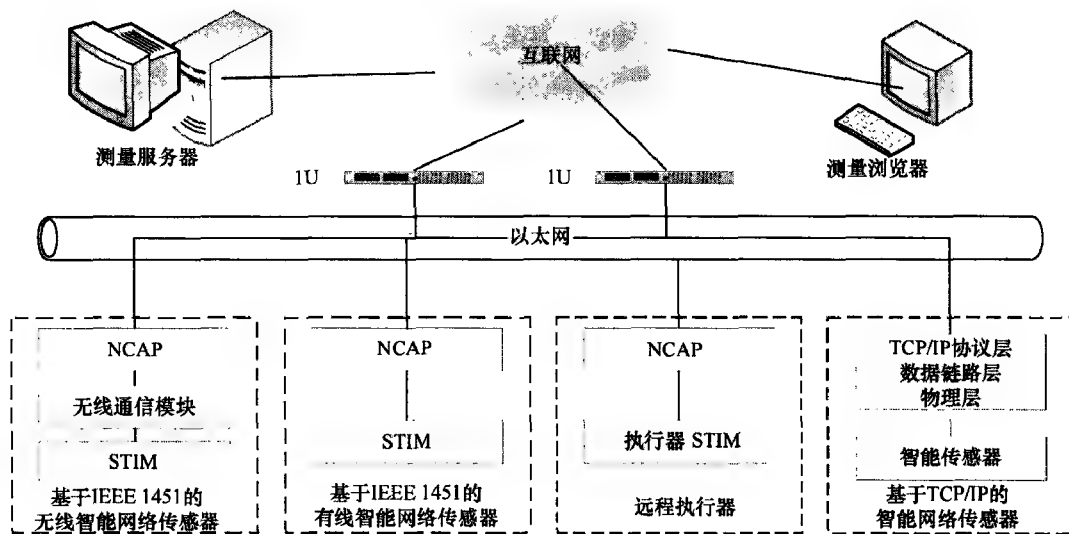 互联网
测量服务器
测量浏览器
1U
1U
以太网
NCAP
无线通信模块
STIM
基于IEEE 1451的
无线智能网络传感器
NCAP
STIM
基于IEEE 1451的
有线智能网络传感器
NCAP
执行器 STIM
远程执行器
TCP/IP协议层
数据链路层
物理层
智能传感器
基于TCP/IP的
智能网络传感器